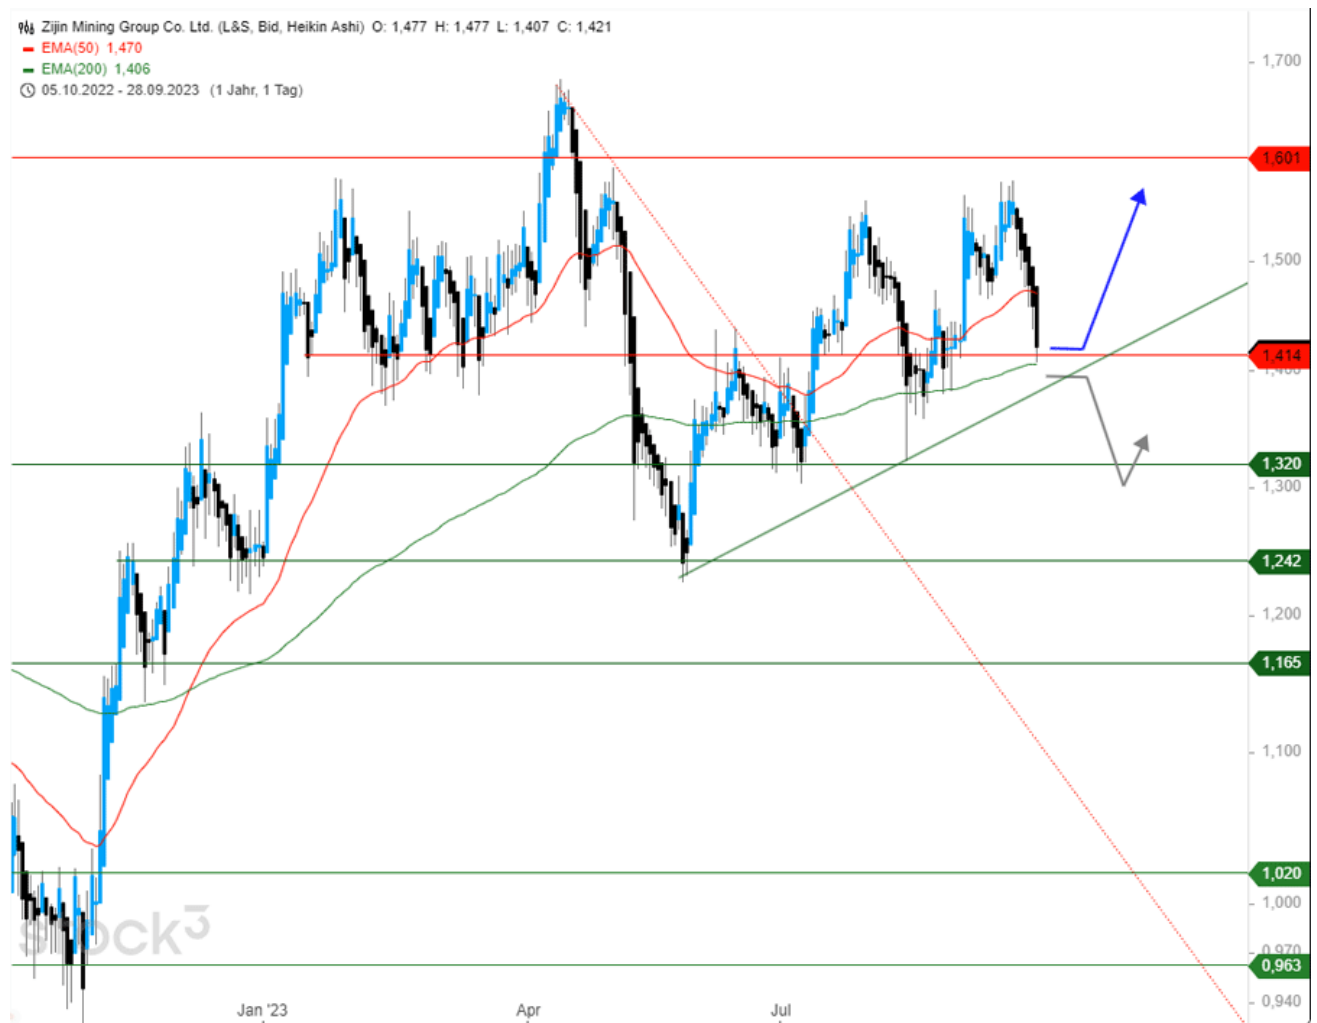 Zijin Mining Group Co. Ltd. (L&S, Bid, Heikin Ashi) O: 1,477 H: 1,477 L: 1,407 C: 1,421
EMA(50) 1,470
EMA(200) 1,406
05.10.2022 - 28.09.2023 (1 Jahr, 1 Tag)
1,700
1,601
1,500
1,414
1,400
1,320
1,300
1,242
1,200
1,165
1,100
1,020
1,000
stock3
0,970
0,963
0,940
Jan '23 Apr Jul